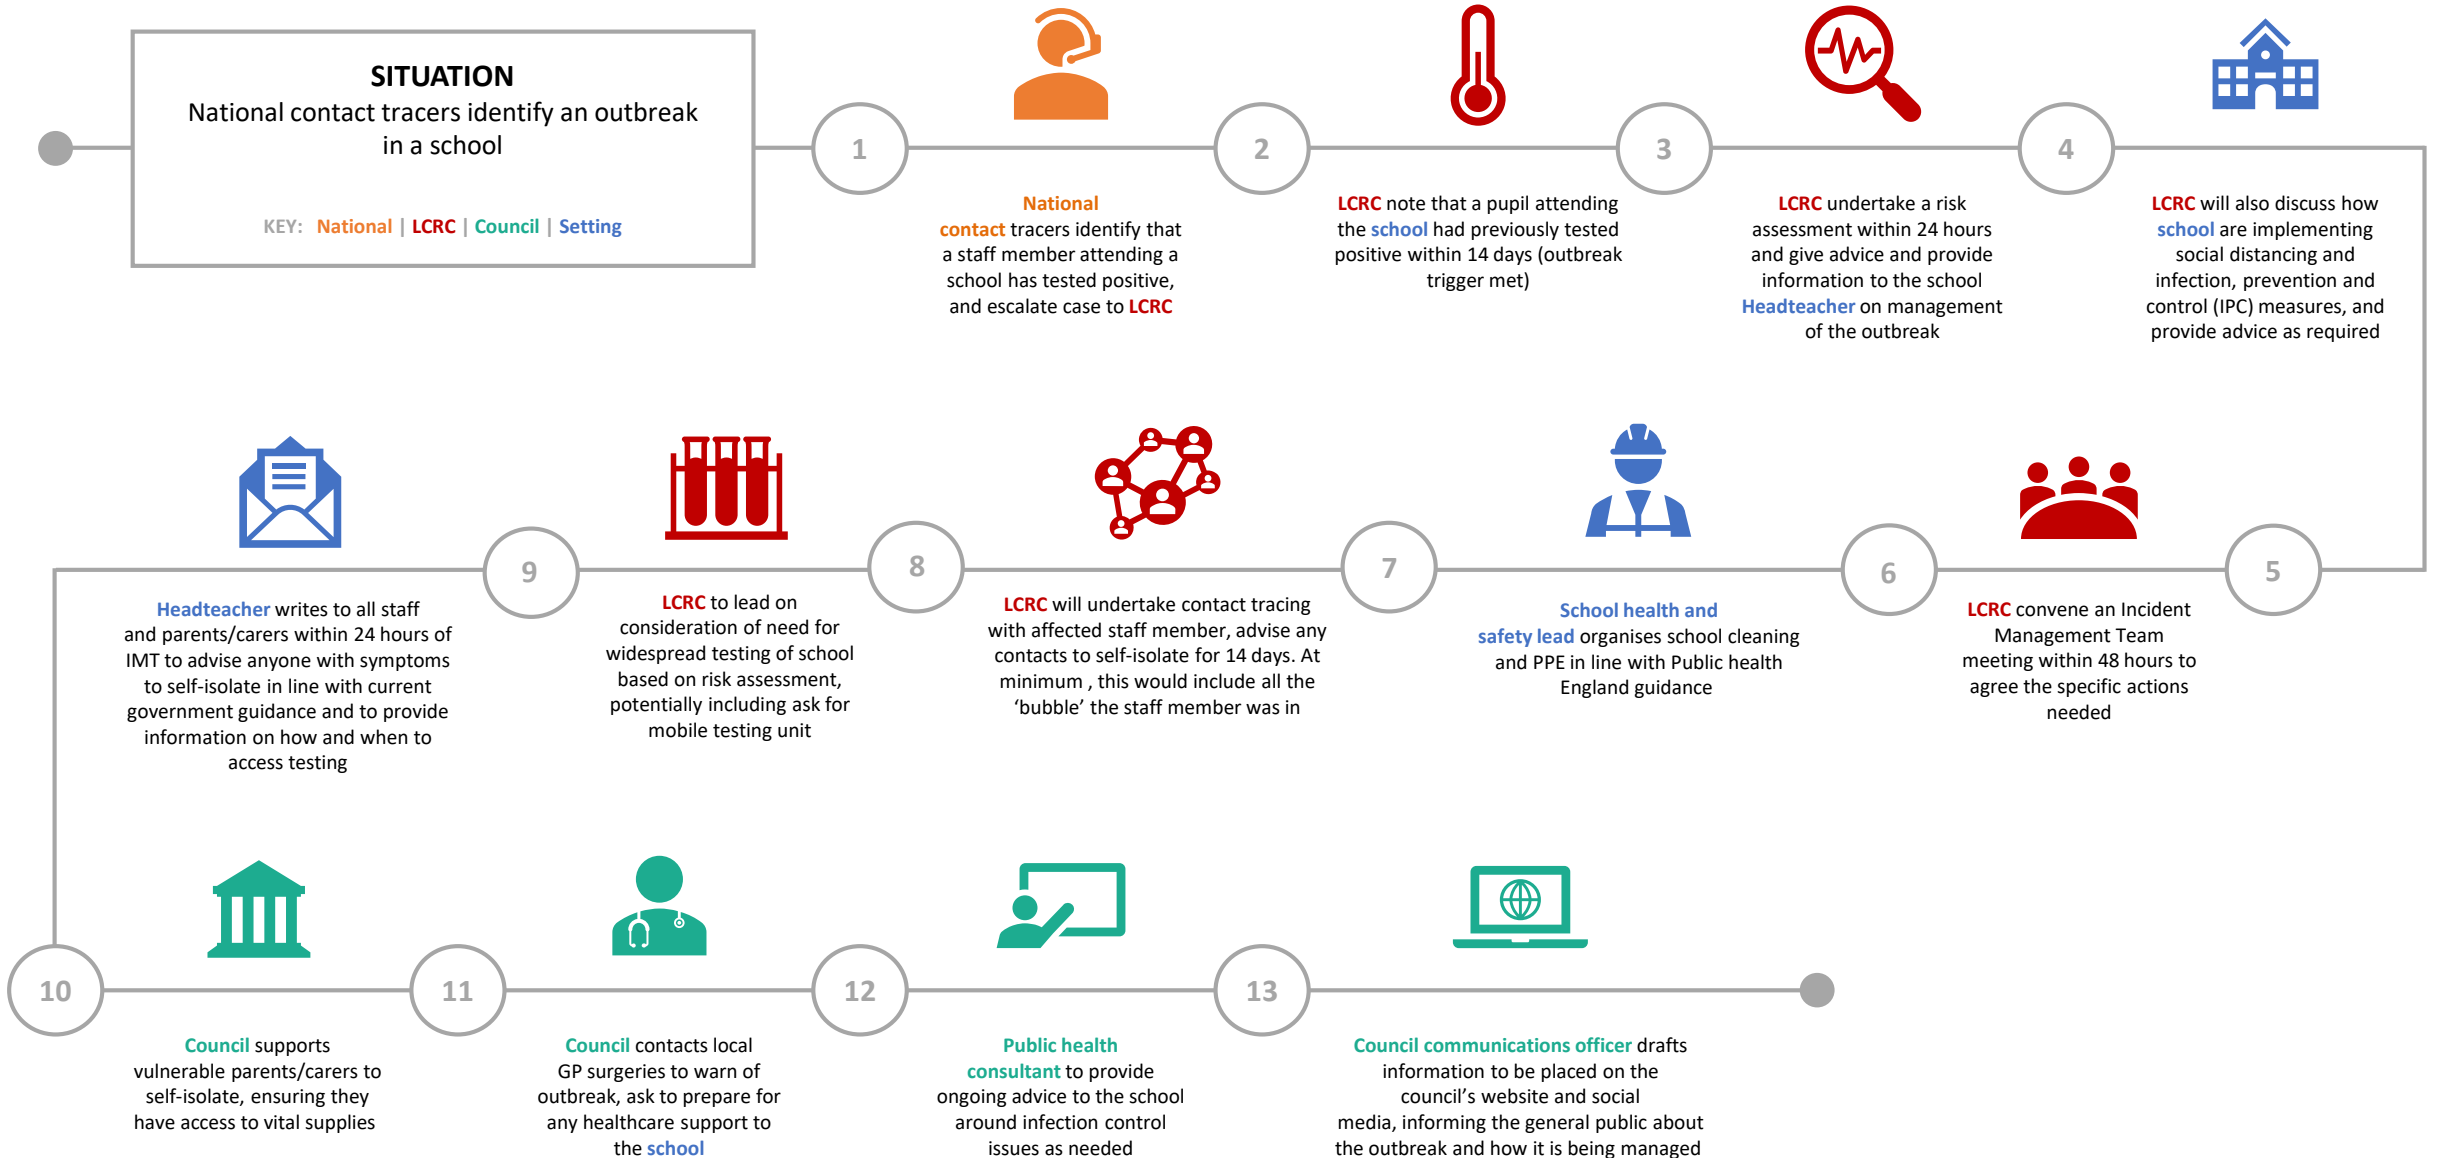 SITUATION
National contact tracers identify an outbreak
in a school
KEY: National | LCRC | Council | Setting
1
National
contact tracers identify that
a staff member attending a
school has tested positive,
and escalate case to LCRC
2
LCRC note that a pupil attending
the school had previously tested
positive within 14 days (outbreak
trigger met)
3
LCRC undertake a risk
assessment within 24 hours
and give advice and provide
information to the school
Headteacher on management
of the outbreak
4
LCRC will also discuss how
school are implementing
social distancing and
infection, prevention and
control (IPC) measures, and
provide advice as required
5
LCRC convene an Incident
Management Team
meeting within 48 hours to
agree the specific actions
needed
6
School health and
safety lead organises school cleaning
and PPE in line with Public health
England guidance
7
LCRC will undertake contact tracing
with affected staff member, advise any
contacts to self-isolate for 14 days. At
minimum , this would include all the
‘bubble’ the staff member was in
8
LCRC to lead on
consideration of need for
widespread testing of school
based on risk assessment,
potentially including ask for
mobile testing unit
9
Headteacher writes to all staff
and parents/carers within 24 hours of
IMT to advise anyone with symptoms
to self-isolate in line with current
government guidance and to provide
information on how and when to
access testing
10
Council supports
vulnerable parents/carers to
self-isolate, ensuring they
have access to vital supplies
11
Council contacts local
GP surgeries to warn of
outbreak, ask to prepare for
any healthcare support to
the school
12
Public health
consultant to provide
ongoing advice to the school
around infection control
issues as needed
13
Council communications officer drafts
information to be placed on the
council’s website and social
media, informing the general public about
the outbreak and how it is being managed